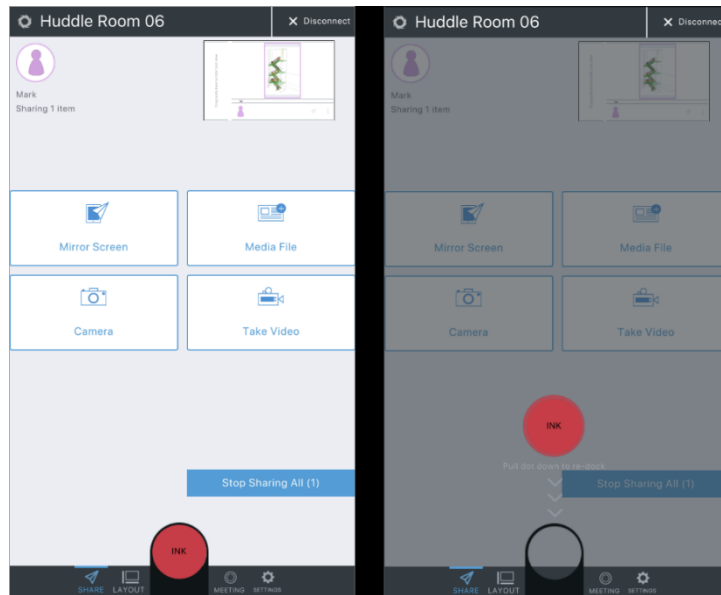 Huddle Room 06
Disconnect
Mark
Sharing 1 item
Mirror Screen
Media File
Camera
Take Video
Stop Sharing All (1)
INK
SHARE
LAYOUT
MEETING
SETTINGS
Huddle Room 06
Disconnect
Mark
Sharing 1 item
Mirror Screen
Media File
Camera
Take Video
INK
Pull dot down to re-dock
Stop Sharing All (1)
SHARE
LAYOUT
MEETING
SETTINGS